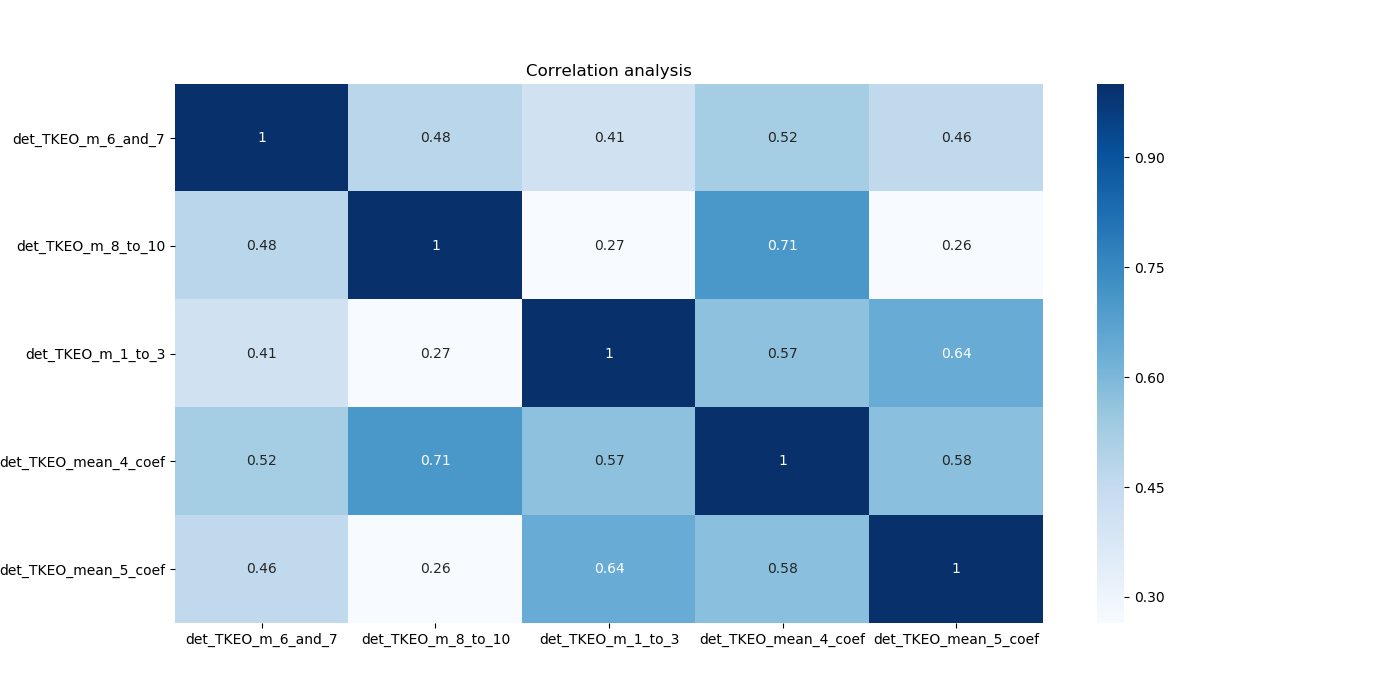 Correlation analysis
det_TKEO_m_6_and_7 1 0.48 0.41 0.52 0.46
det_TKEO_m_8_to_10 0.48 1 0.27 0.71 0.26
det_TKEO_m_1_to_3 0.41 0.27 1 0.57 0.64
det_TKEO_mean_4_coef 0.52 0.71 0.57 1 0.58
det_TKEO_mean_5_coef 0.46 0.26 0.64 0.58 1
det_TKEO_m_6_and_7 det_TKEO_m_8_to_10 det_TKEO_m_1_to_3 det_TKEO_mean_4_coef det_TKEO_mean_5_coef
0.90
0.75
0.60
0.45
0.30